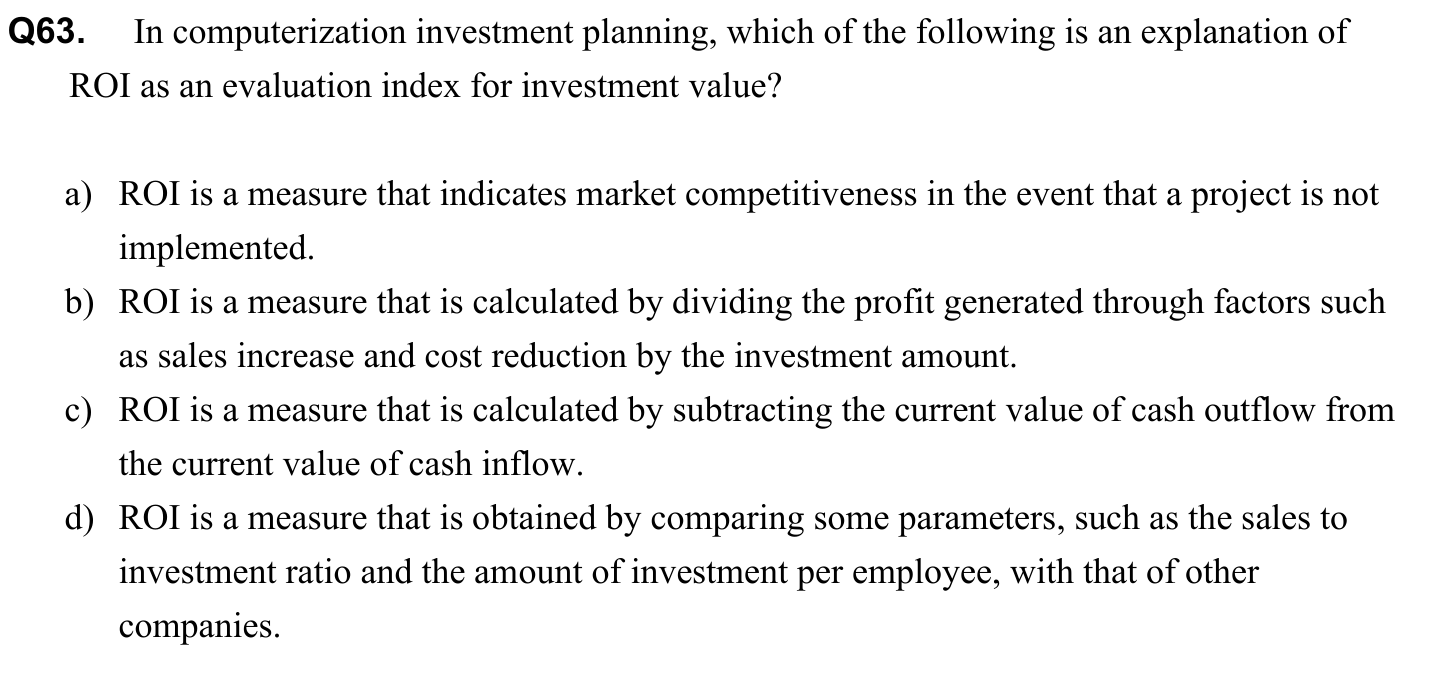 Q63. In computerization investment planning, which of the following is an explanation of
ROI as an evaluation index for investment value?
a) ROI is a measure that indicates market competitiveness in the event that a project is not
implemented.
b) ROI is a measure that is calculated by dividing the profit generated through factors such
as sales increase and cost reduction by the investment amount.
c) ROI is a measure that is calculated by subtracting the current value of cash outflow from
the current value of cash inflow.
d) ROI is a measure that is obtained by comparing some parameters, such as the sales to
investment ratio and the amount of investment per employee, with that of other
companies.